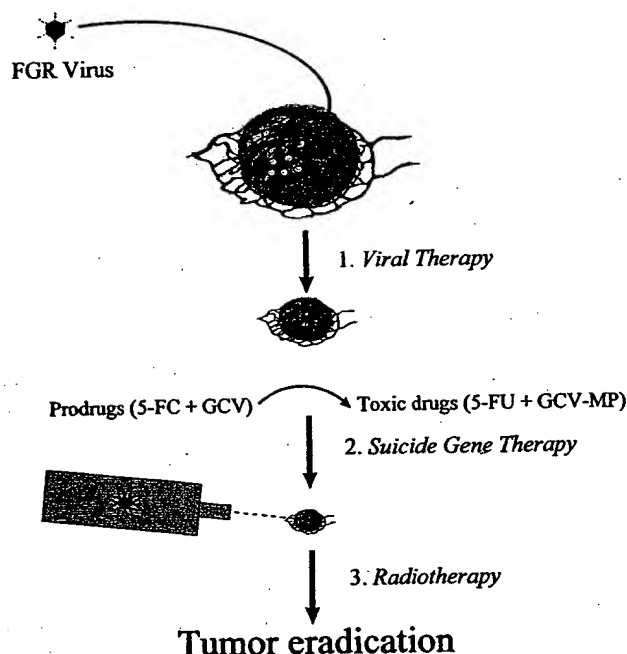 FGR Virus
1. Viral Therapy
Prodrugs (5-FC + GCV)
Toxic drugs (5-FU + GCV-MP)
2. Suicide Gene Therapy
3. Radiotherapy
Tumor eradication